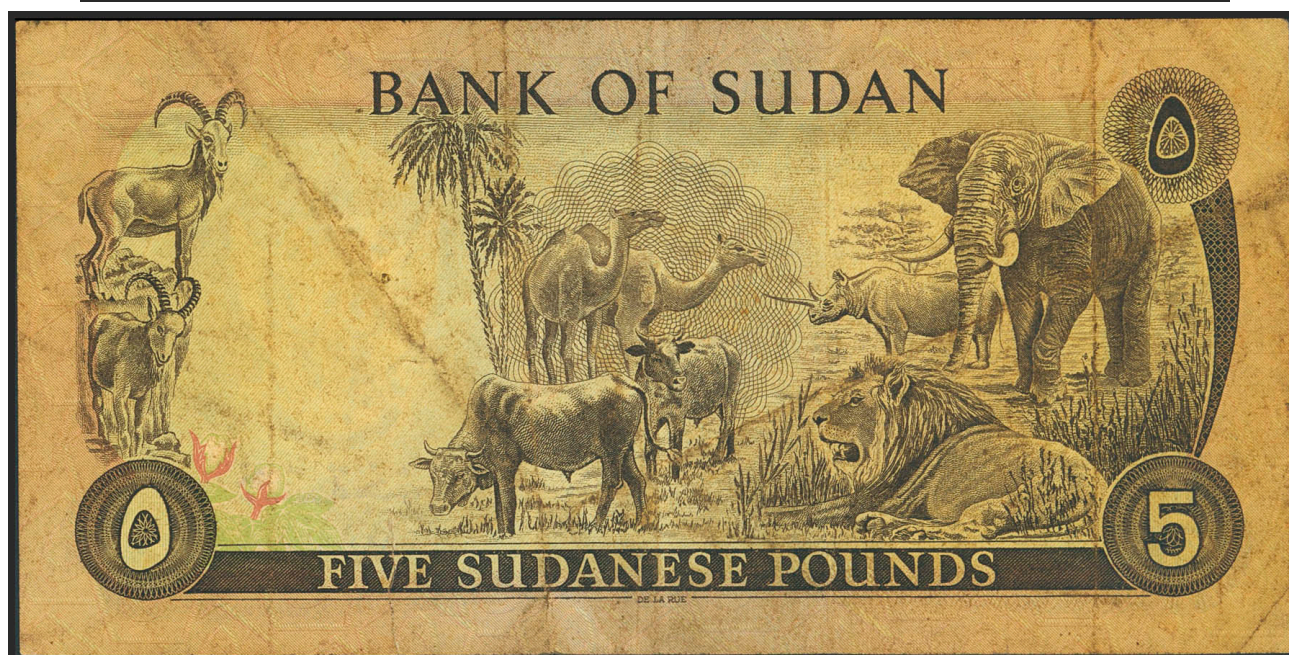 BANK OF SUDAN
٥
٥
5
FIVE SUDANESE POUNDS
DE LA RUE